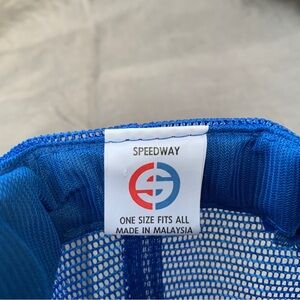 SPEEDWAY
ONE SIZE FITS ALL
MADE IN MALAYSIA